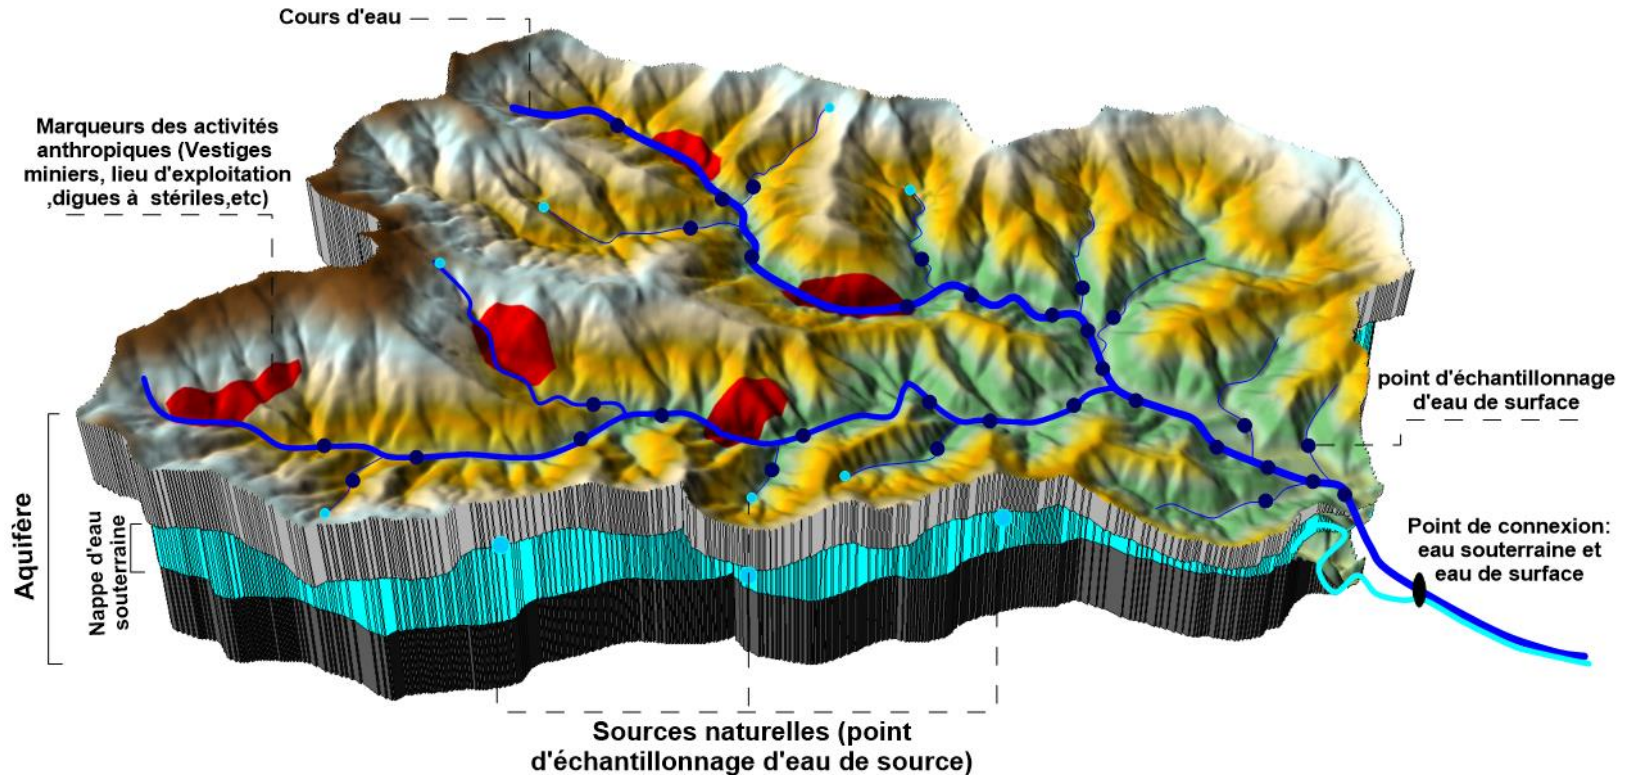 Cours d'eau
Marqueurs des activités
anthropiques (Vestiges
miniers, lieu d'exploitation
,digues à stériles,etc)
point d'échantillonnage
d'eau de surface
Aquifère
Nappe d'eau
souterraine
Point de connexion:
eau souterraine et
eau de surface
Sources naturelles (point
d'échantillonnage d'eau de source)